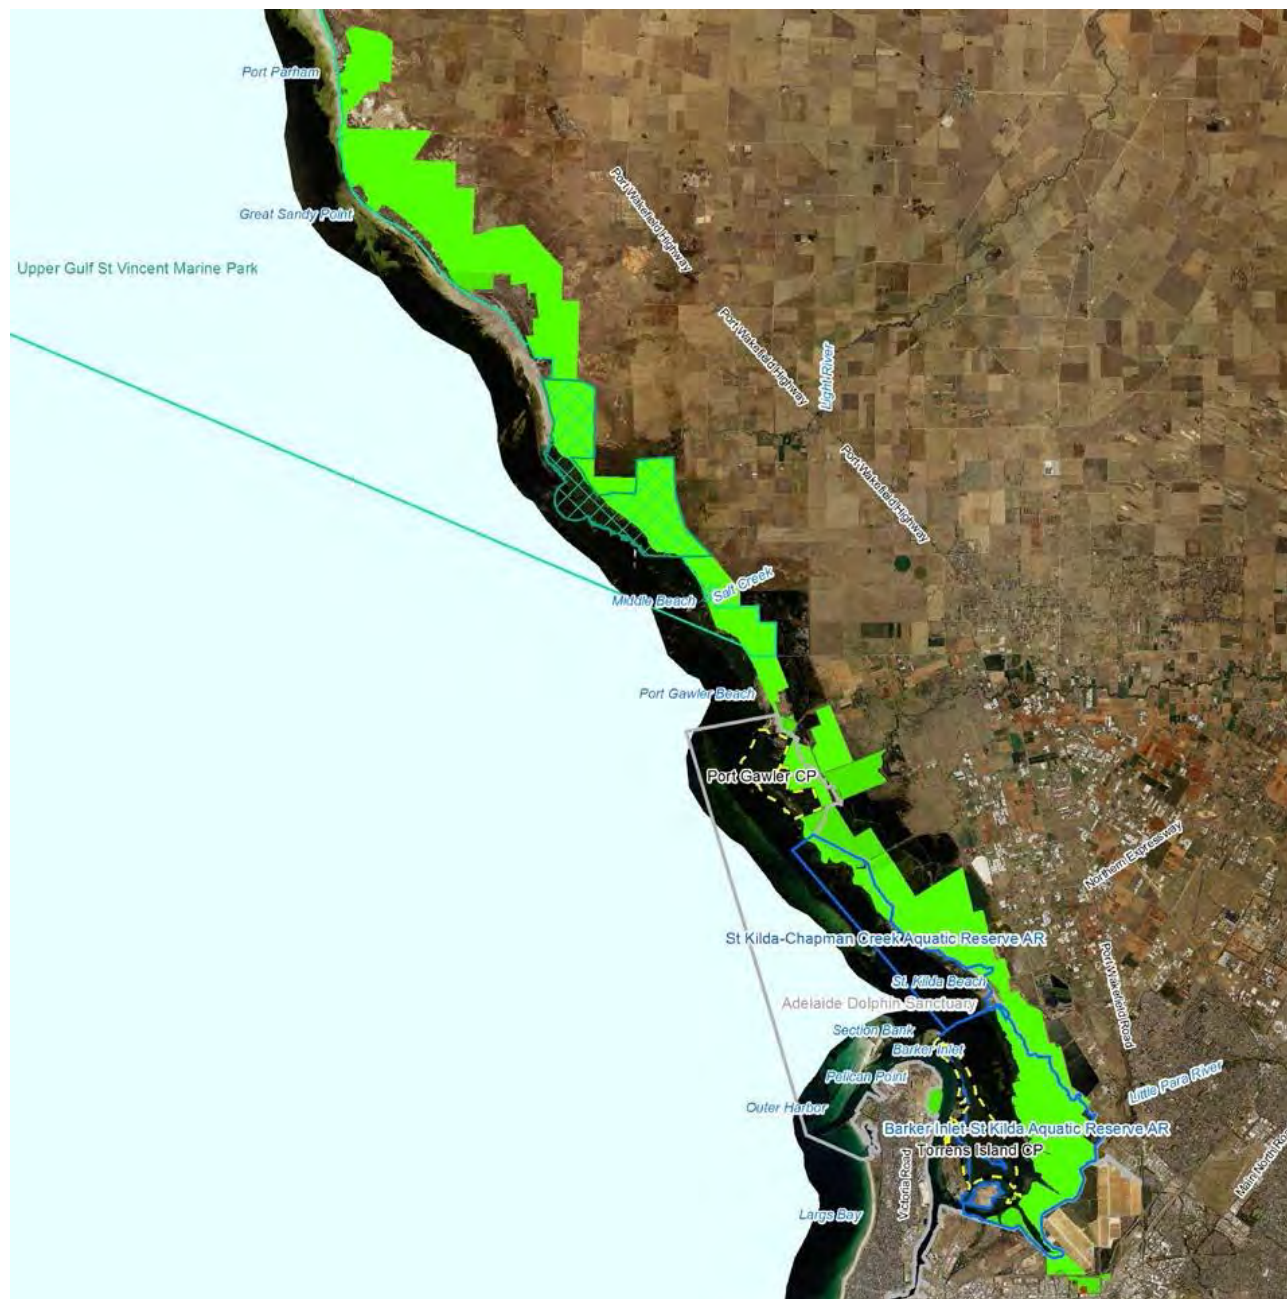 Port Parham
Port Wakefield Highway
Great Sandy Point
Upper Gulf St Vincent Marine Park
Port Wakefield Highway
Light River
Port Wakefield Highway
Salt Creek
Middle Beach
Port Gawler Beach
Port Gawler CP
Northern Expressway
St Kilda-Chapman Creek Aquatic Reserve AR
Port Wakefield Road
St. Kilda Beach
Adelaide Dolphin Sanctuary
Section Bank
Barker Inlet
Pelican Point
Little Para River
Outer Harbor
Barker Inlet-St Kilda Aquatic Reserve AR
Torrens Island CP
Victoria Road
Main North
Largs Bay